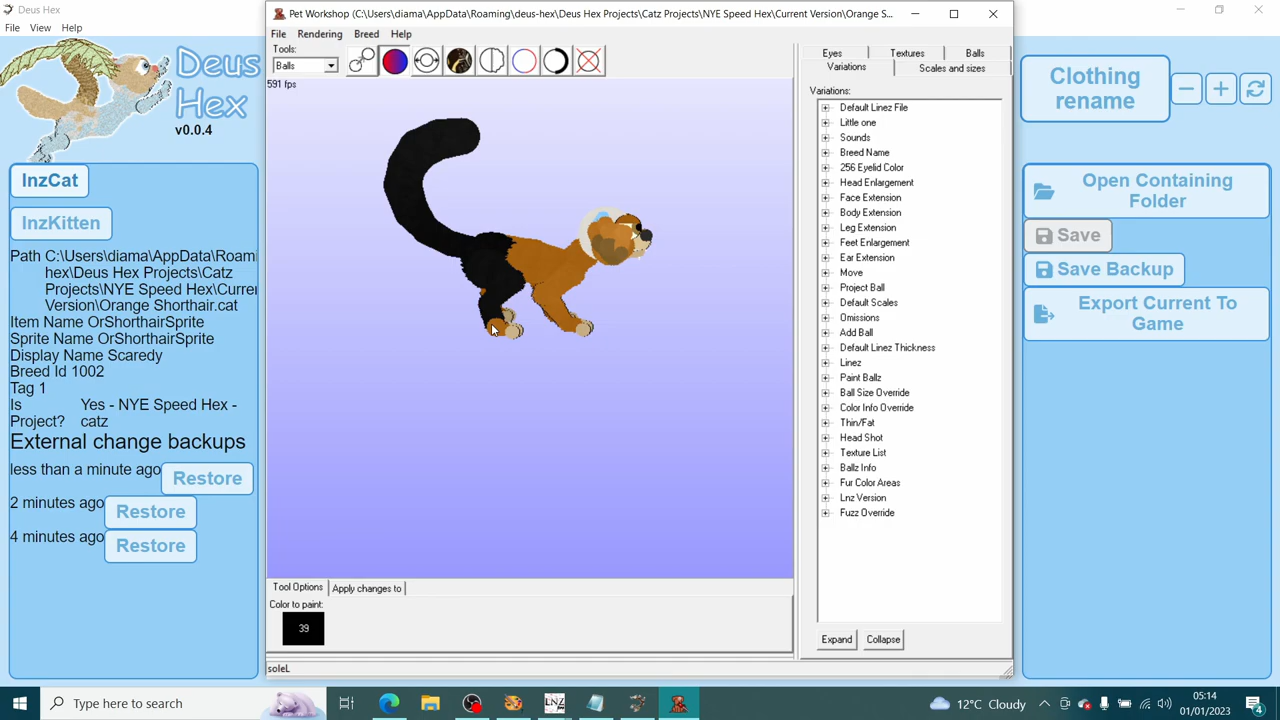 Deus Hex
File View Help
Deus
Hex
v0.0.4
lnzCat
lnzKitten
Path C:\Users\diama\AppData\Roami
hex\Deus Hex Projects\Catz
Projects\NYE Speed Hex\Current
Version\Orange Shorthair.cat
Item Name OrShorthairSprite
Sprite Name OrShorthairSprite
Display Name Scaredy
Breed Id 1002
Tag 1
Is Project? Yes - NYE Speed Hex - catz
External change backups
less than a minute ago Restore
2 minutes ago Restore
4 minutes ago Restore
Pet Workshop (C:\Users\diama\AppData\Roaming\deus-hex\Deus Hex Projects\Catz Projects\NYE Speed Hex\Current Version\Orange S...
File Rendering Breed Help
Tools:
Balls
591 fps
Tool Options Apply changes to
Color to paint:
39
soleL
Eyes Textures Balls
Variations Scales and sizes
Variations:
Default Linez File
Little one
Sounds
Breed Name
256 Eyelid Color
Head Enlargement
Face Extension
Body Extension
Leg Extension
Feet Enlargement
Ear Extension
Move
Project Ball
Default Scales
Omissions
Add Ball
Default Linez Thickness
Linez
Paint Ballz
Ball Size Override
Color Info Override
Thin/Fat
Head Shot
Texture List
Ballz Info
Fur Color Areas
Lnz Version
Fuzz Override
Expand Collapse
Clothing
rename
Open Containing
Folder
Save
Save Backup
Export Current To
Game
Type here to search
LNZ
12°C Cloudy
05:14
01/01/2023
4